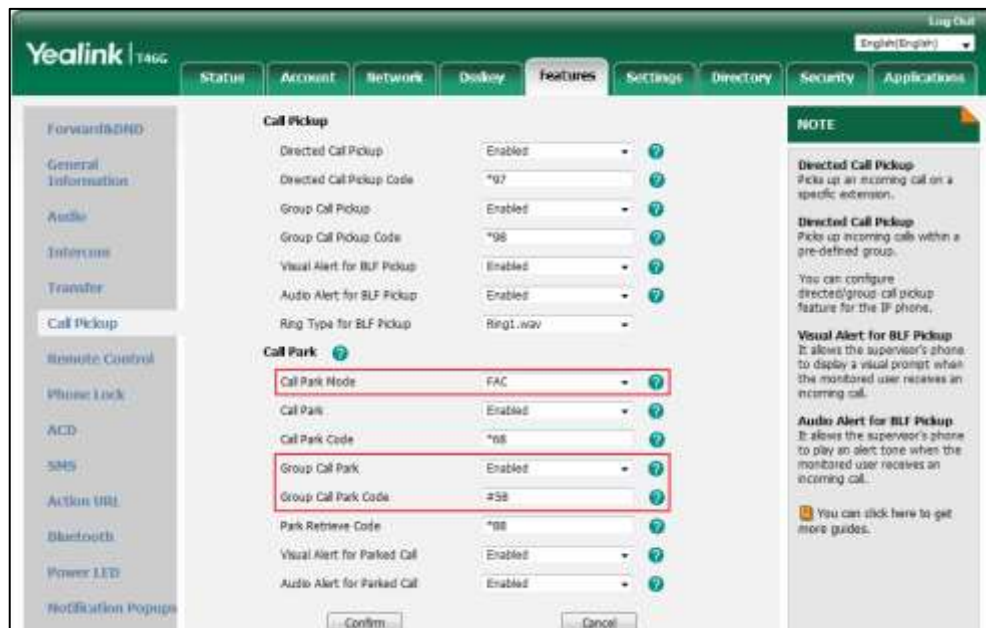 Log Out
Yealink T46G
English(English)
Status Account Network Dsskey Features Settings Directory Security Applications
Forward&DND
General
Information
Audio
Intercom
Transfer
Call Pickup
Remote Control
Phone Lock
ACD
SMS
Action URL
Bluetooth
Power LED
Notification Popups
Call Pickup
Directed Call Pickup Enabled
Directed Call Pickup Code *97
Group Call Pickup Enabled
Group Call Pickup Code *98
Visual Alert for BLF Pickup Enabled
Audio Alert for BLF Pickup Enabled
Ring Type for BLF Pickup Ring1.wav
Call Park
Call Park Mode FAC
Call Park Enabled
Call Park Code *68
Group Call Park Enabled
Group Call Park Code #58
Park Retrieve Code *88
Visual Alert for Parked Call Enabled
Audio Alert for Parked Call Enabled
Confirm Cancel
NOTE
Directed Call Pickup
Picks up an incoming call on a
specific extension.
Directed Call Pickup
Picks up incoming calls within a
pre-defined group.
You can configure
directed/group call pickup
feature for the IP phone.
Visual Alert for BLF Pickup
It allows the supervisor's phone
to display a visual prompt when
the monitored user receives an
incoming call.
Audio Alert for BLF Pickup
It allows the supervisor's phone
to play an alert tone when the
monitored user receives an
incoming call.
You can click here to get
more guides.